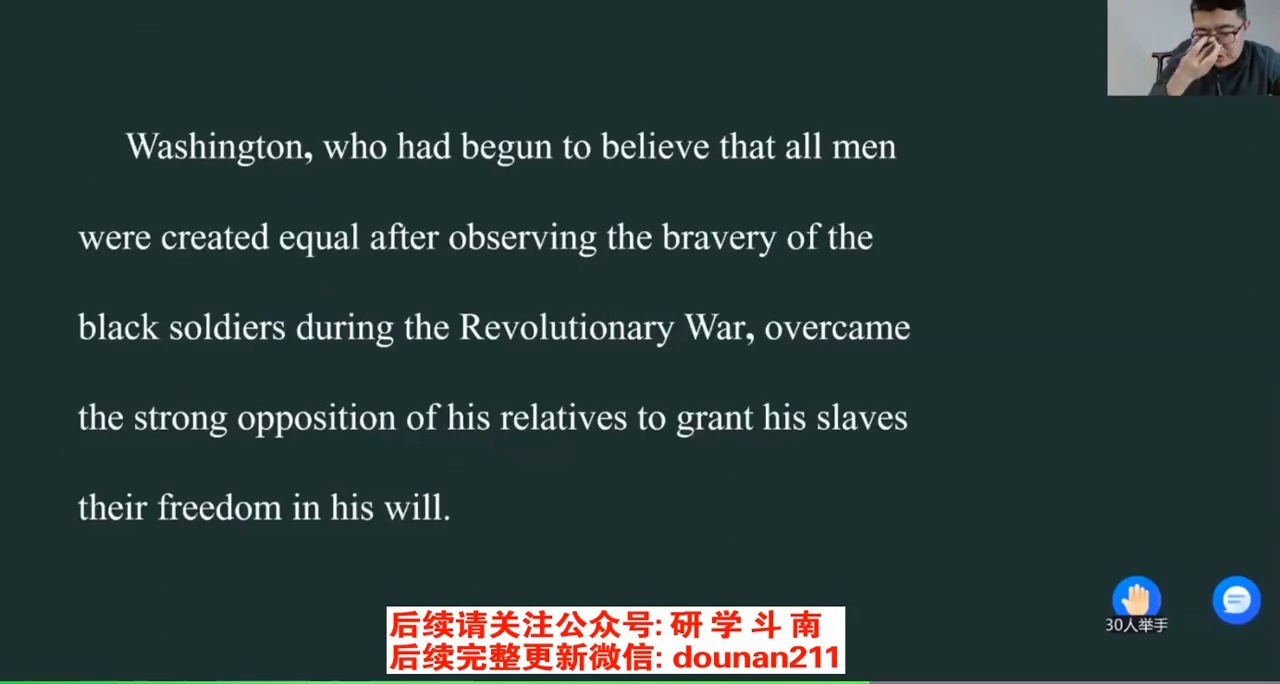 Washington, who had begun to believe that all men
were created equal after observing the bravery of the
black soldiers during the Revolutionary War, overcame
the strong opposition of his relatives to grant his slaves
their freedom in his will.
30人举手
后续请关注公众号: 研 学 斗 南
后续完整更新微信: dounan211